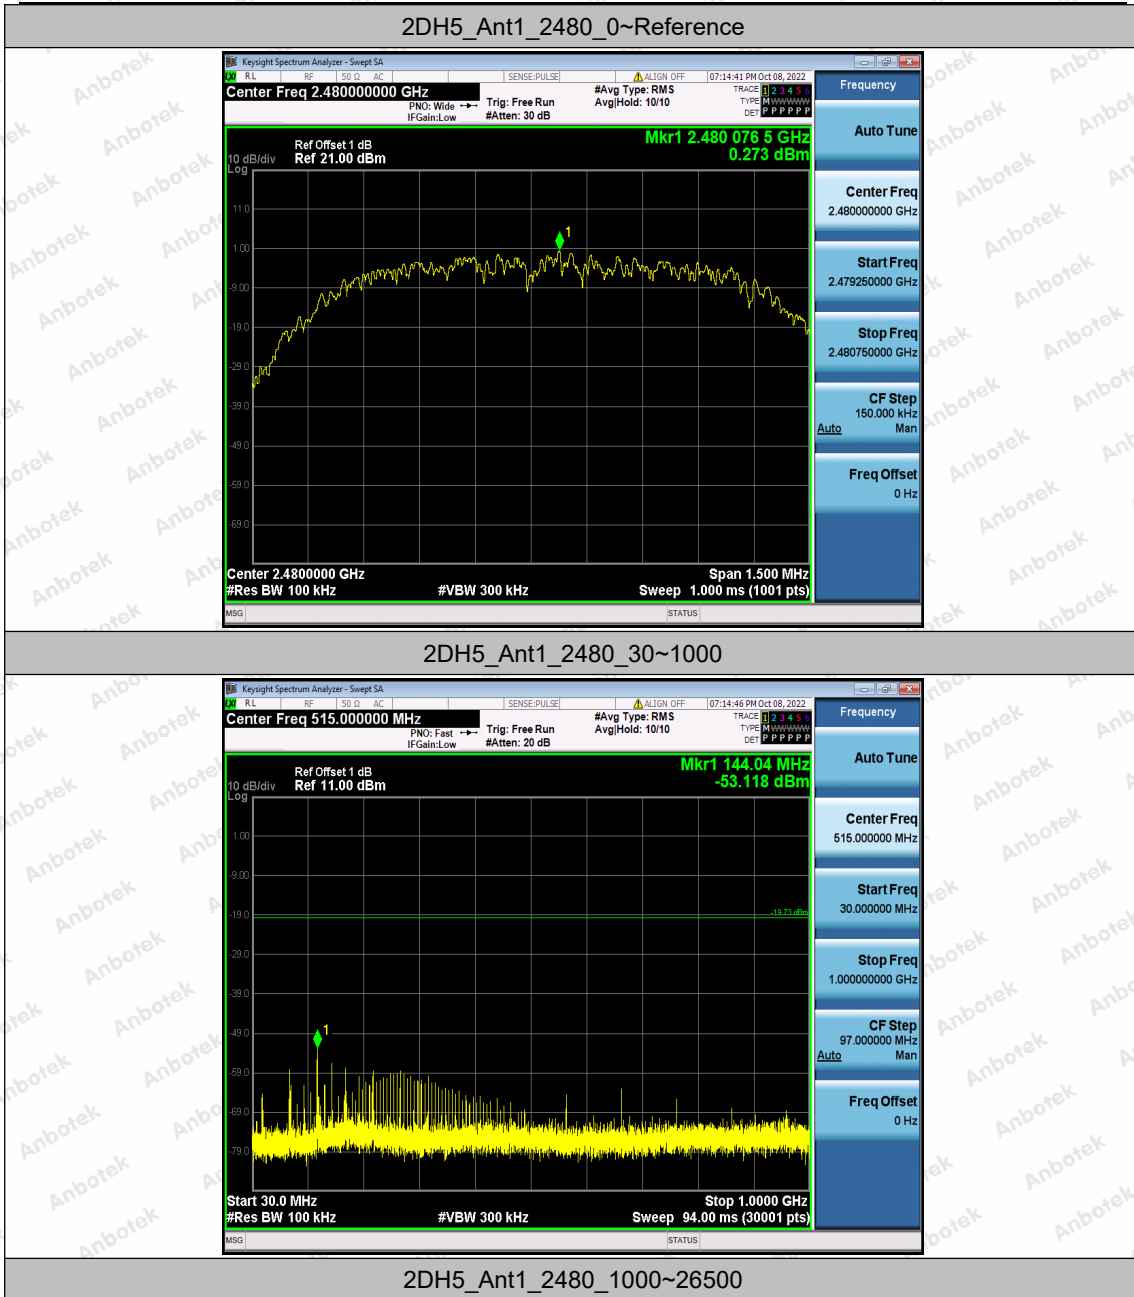 2DH5_Ant1_2480_0~Reference
Keysight Spectrum Analyzer - Swept SA
LXI RL RF 50 Ω AC SENSE:PULSE ALIGN OFF 07:14:41 PM Oct 08, 2022
Center Freq 2.480000000 GHz
PNO: Wide
IFGain:Low
Trig: Free Run
#Atten: 30 dB
#Avg Type: RMS
Avg|Hold: 10/10
TRACE 1 2 3 4 5 6
TYPE M WWWWW
DET P P P P P P
Mkr1 2.480 076 5 GHz
0.273 dBm
Ref Offset 1 dB
10 dB/div Ref 21.00 dBm
Log
11.0
1.00
-9.00
-19.0
-29.0
-39.0
-49.0
-59.0
-69.0
1
Center 2.4800000 GHz Span 1.500 MHz
#Res BW 100 kHz #VBW 300 kHz Sweep 1.000 ms (1001 pts)
MSG STATUS
Frequency
Auto Tune
Center Freq
2.480000000 GHz
Start Freq
2.479250000 GHz
Stop Freq
2.480750000 GHz
CF Step
150.000 kHz
Auto Man
Freq Offset
0 Hz
2DH5_Ant1_2480_30~1000
Keysight Spectrum Analyzer - Swept SA
LXI RL RF 50 Ω AC SENSE:PULSE ALIGN OFF 07:14:46 PM Oct 08, 2022
Center Freq 515.000000 MHz
PNO: Fast
IFGain:Low
Trig: Free Run
#Atten: 20 dB
#Avg Type: RMS
Avg|Hold: 10/10
TRACE 1 2 3 4 5 6
TYPE M WWWWW
DET P P P P P P
Mkr1 144.04 MHz
-53.118 dBm
Ref Offset 1 dB
10 dB/div Ref 11.00 dBm
Log
1.00
-9.00
-19.0
-29.0
-39.0
-49.0
-59.0
-69.0
-79.0
-19.73 dBm
1
Start 30.0 MHz Stop 1.0000 GHz
#Res BW 100 kHz #VBW 300 kHz Sweep 94.00 ms (30001 pts)
MSG STATUS
Frequency
Auto Tune
Center Freq
515.000000 MHz
Start Freq
30.000000 MHz
Stop Freq
1.000000000 GHz
CF Step
97.000000 MHz
Auto Man
Freq Offset
0 Hz
2DH5_Ant1_2480_1000~26500
Anbotek